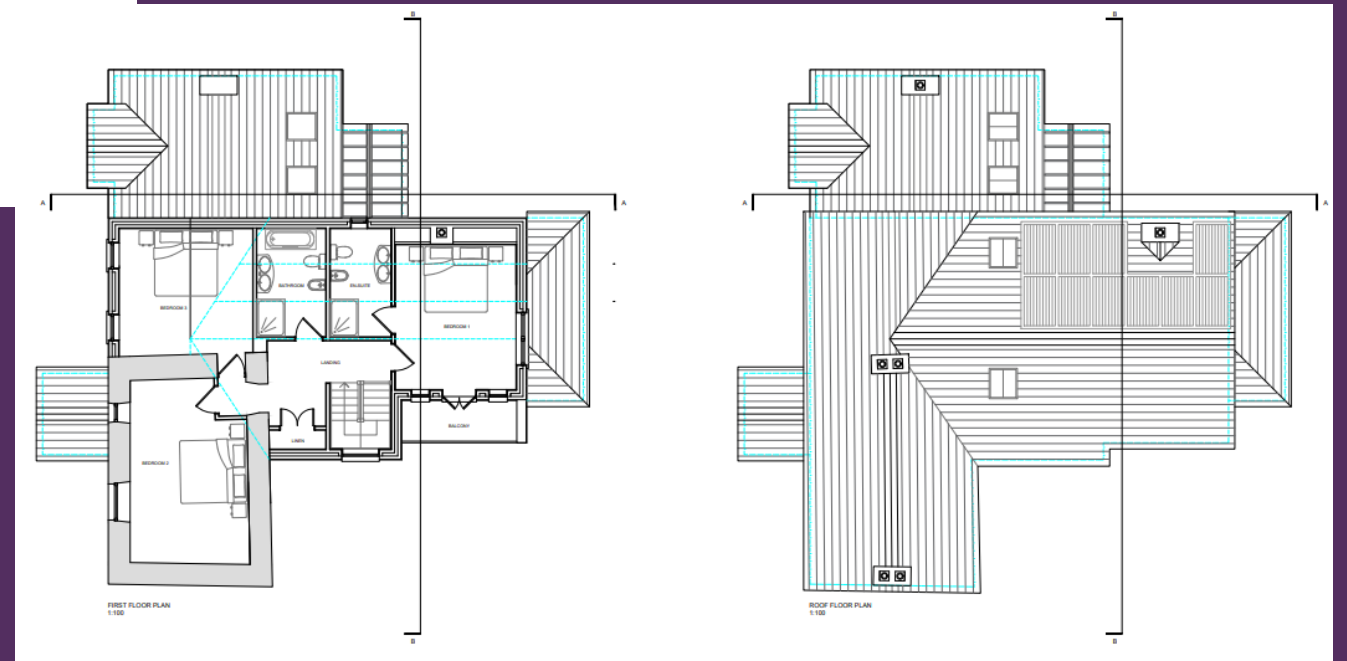 B
B
A
A
A
A
BATHROOM
ENSUITE
BEDROOM 3
BEDROOM 1
LANDING
BALCONY
LINEN
BEDROOM 2
FIRST FLOOR PLAN
1:100
ROOF FLOOR PLAN
1:100
B
B